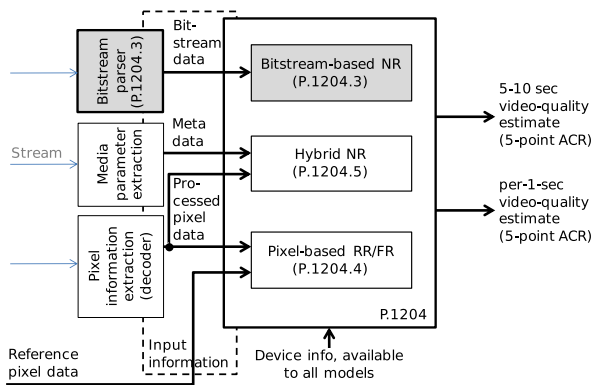 Bitstream
parser
(P.1204.3)
Bit-
stream
data
Bitstream-based NR
(P.1204.3)
5-10 sec
video-quality
estimate
(5-point ACR)
Stream
Media
parameter
extraction
Meta
data
Hybrid NR
(P.1204.5)
Pro-
cessed
pixel
data
per-1-sec
video-quality
estimate
(5-point ACR)
Pixel
information
extraction
(decoder)
Pixel-based RR/FR
(P.1204.4)
P.1204
Reference
pixel data
Input
information
Device info, available
to all models